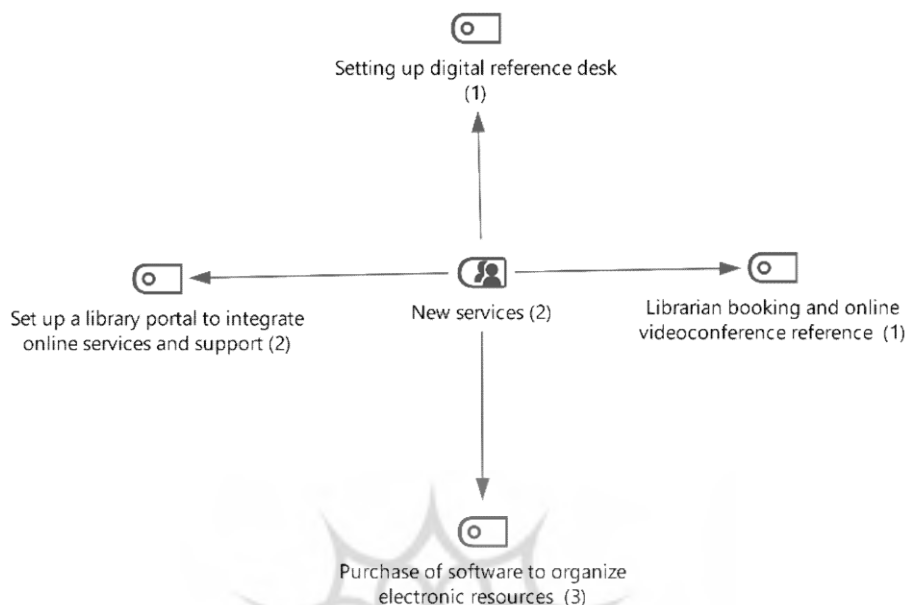 Setting up digital reference desk
(1)
Set up a library portal to integrate
online services and support (2)
New services (2)
Librarian booking and online
videoconference reference (1)
Purchase of software to organize
electronic resources (3)